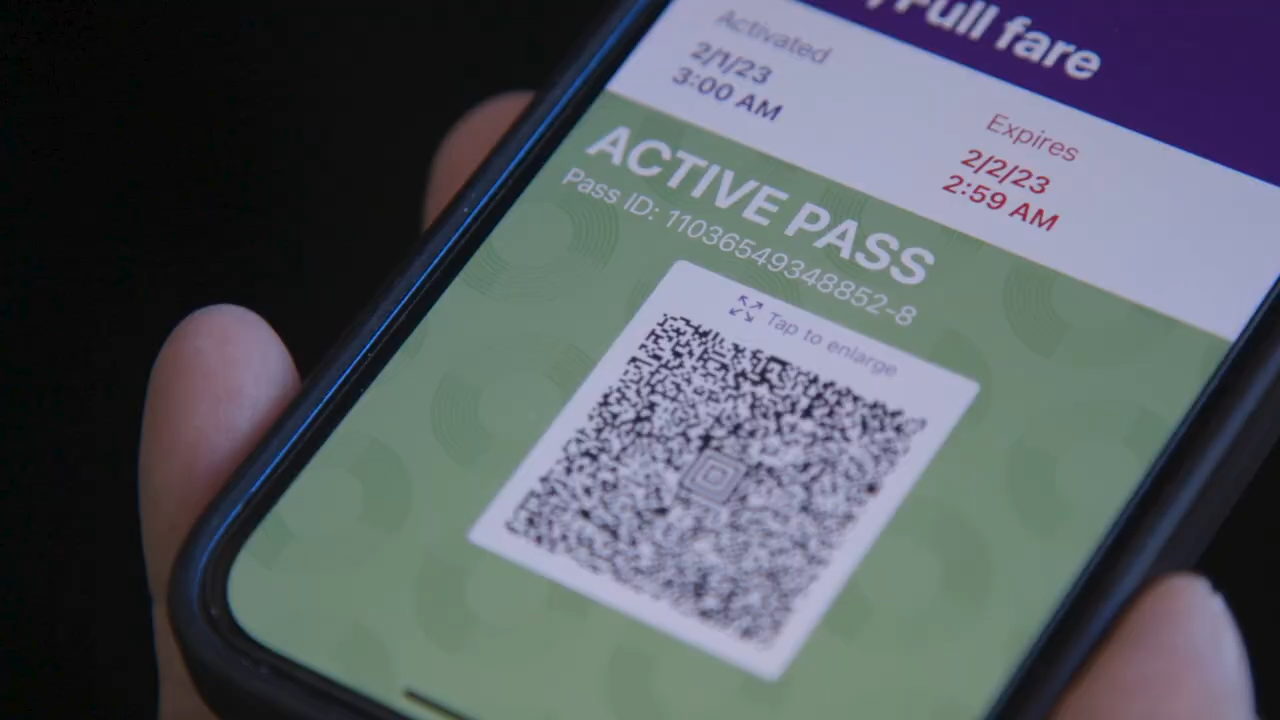 Full fare
Activated
2/1/23
3:00 AM
Expires
2/2/23
2:59 AM
ACTIVE PASS
Pass ID: 11036549348852-8
Tap to enlarge